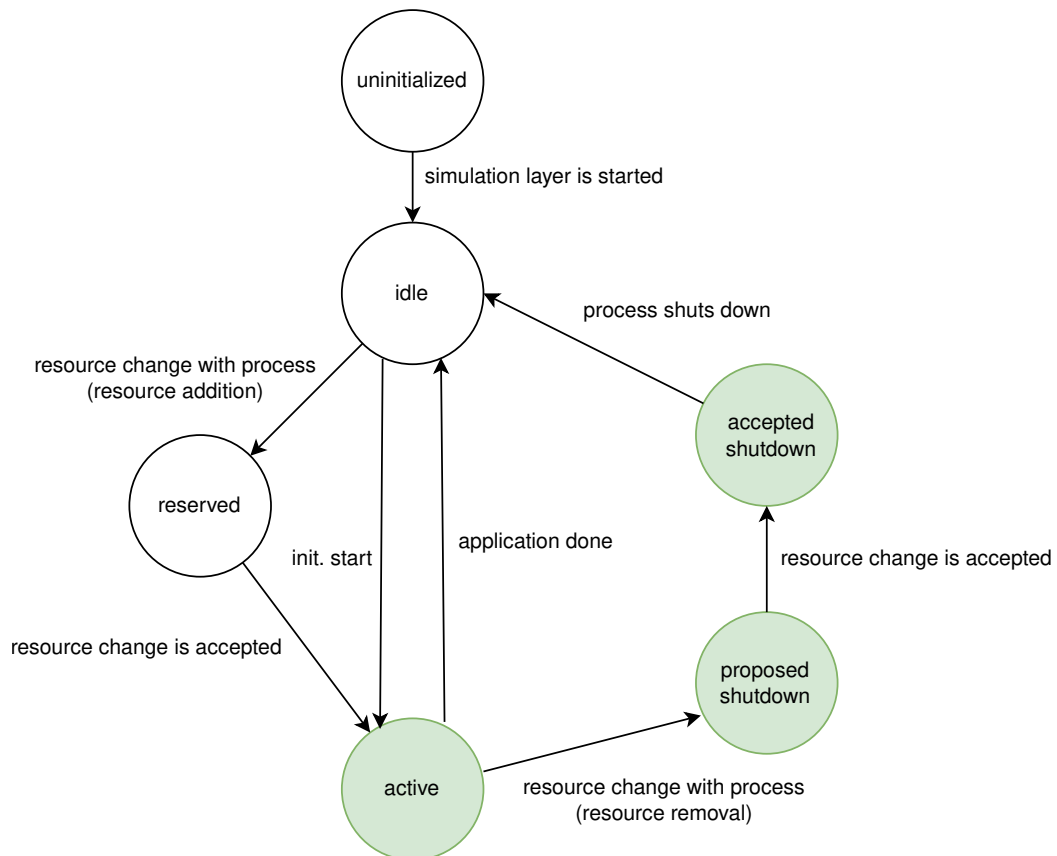 uninitialized
simulation layer is started
idle
process shuts down
resource change with process
(resource addition)
accepted
shutdown
reserved
init. start
application done
resource change is accepted
resource change is accepted
proposed
shutdown
active
resource change with process
(resource removal)